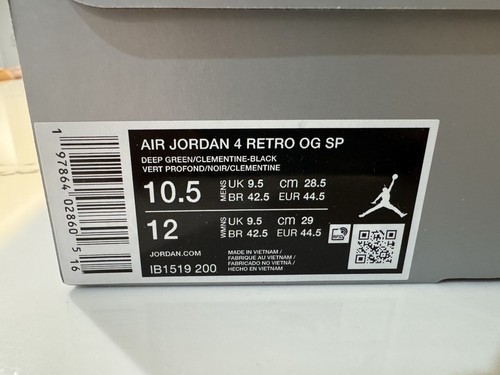 AIR JORDAN 4 RETRO OG SP
DEEP GREEN/CLEMENTINE-BLACK
VERT PROFOND/NOIR/CLEMENTINE
10.5 MENS UK 9.5 cm 28.5
BR 42.5 EUR 44.5
12 WMNS UK 9.5 cm 29
BR 42.5 EUR 44.5
JORDAN.COM
IB1519 200
MADE IN VIETNAM /
FABRIQUE AU VIETNAM /
FABRICADO NO VIETNAM /
HECHO EN VIETNAM
1 97864 02860 5 16